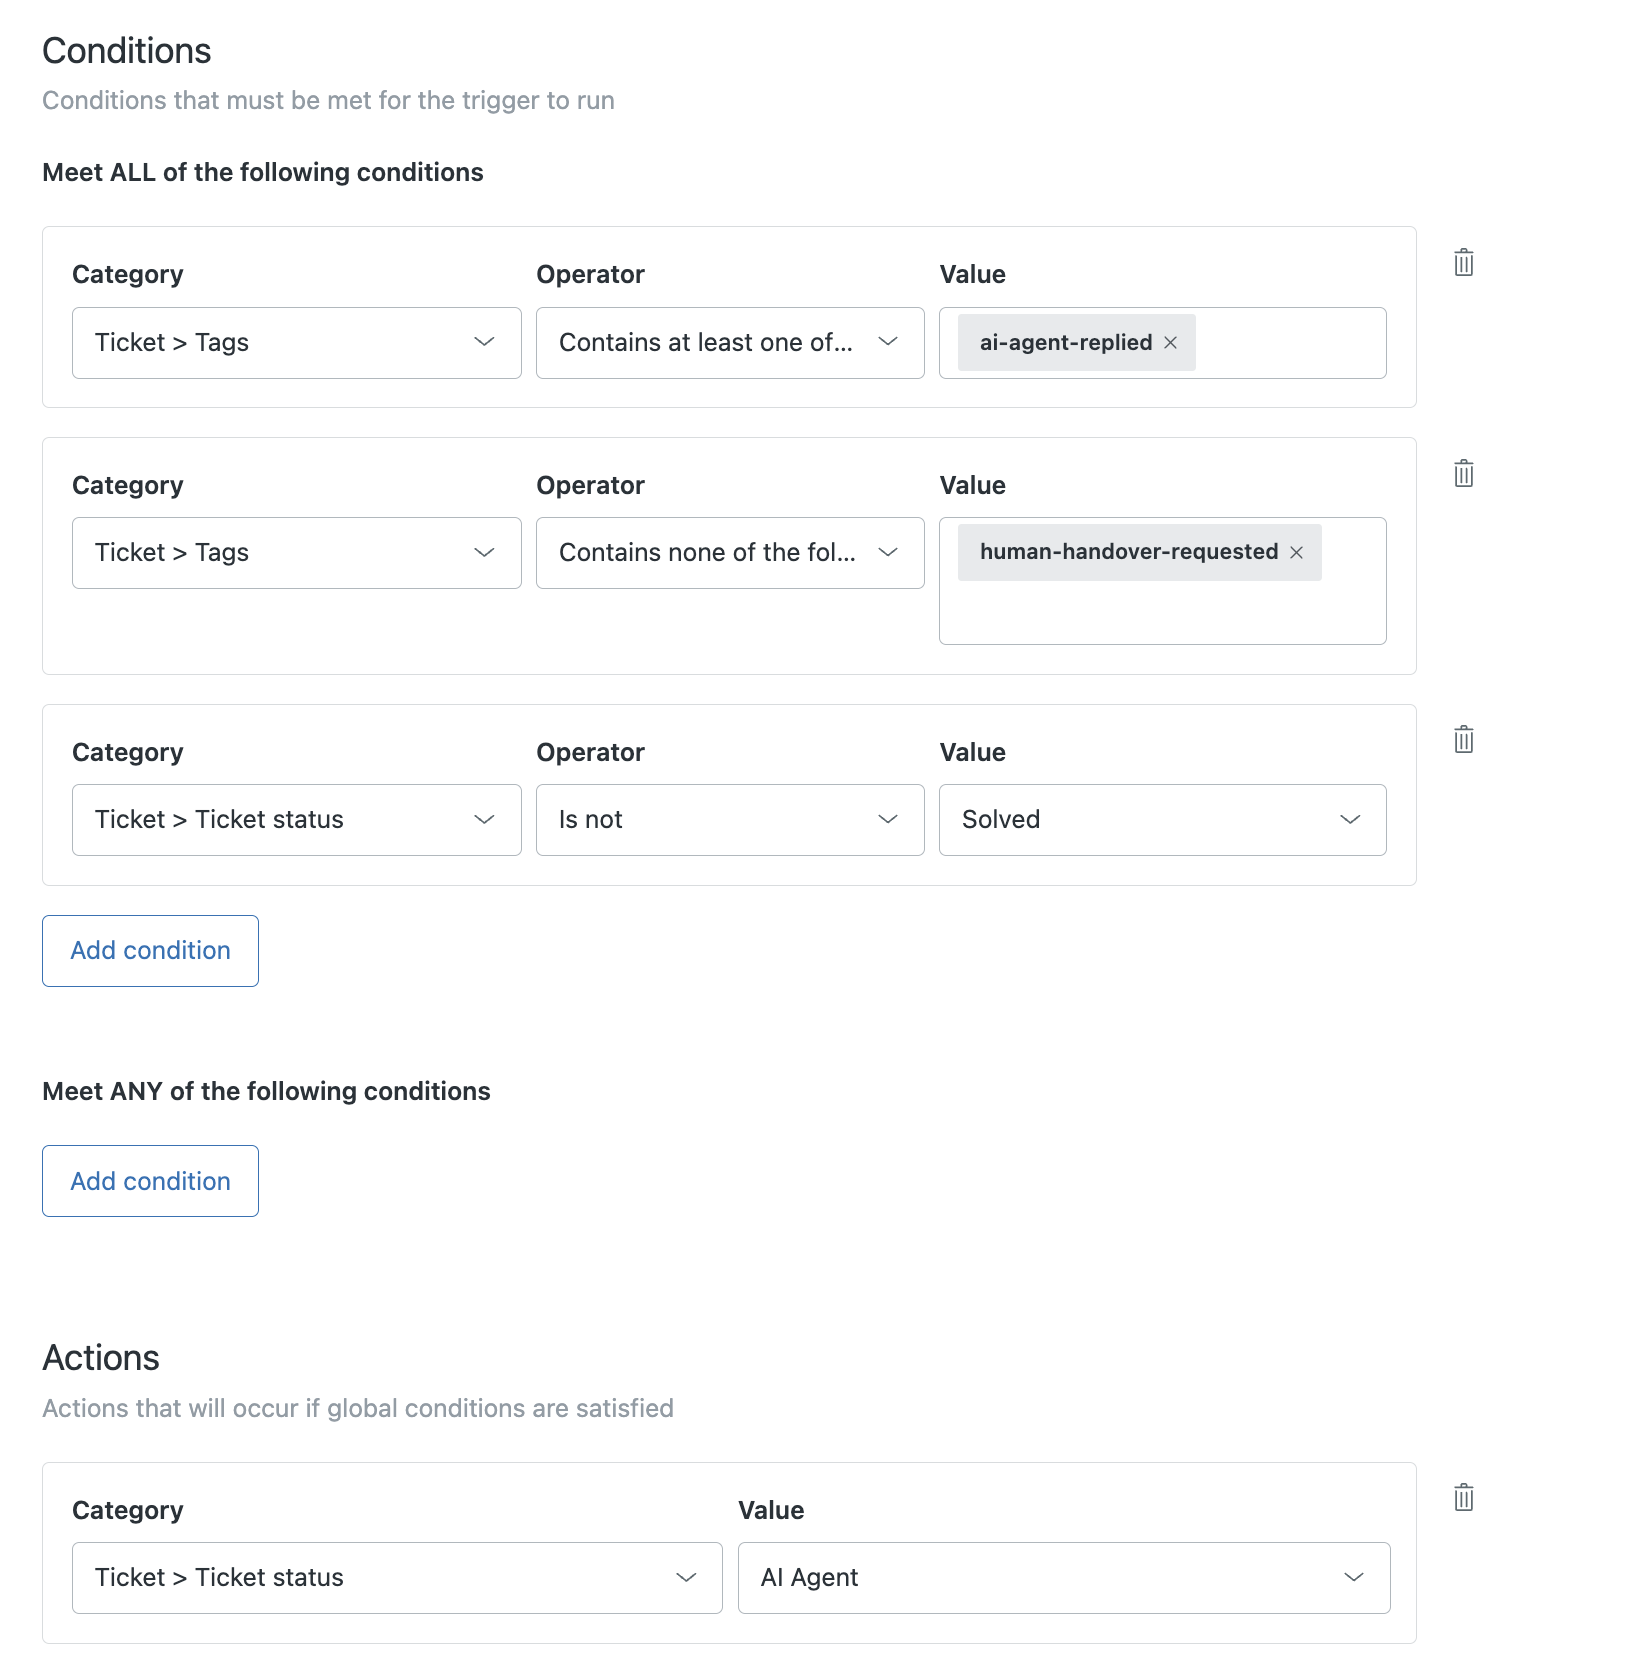 Conditions
Conditions that must be met for the trigger to run
Meet ALL of the following conditions
Category Operator Value
Ticket > Tags Contains at least one of... ai-agent-replied ×
Category Operator Value
Ticket > Tags Contains none of the fol... human-handover-requested ×
Category Operator Value
Ticket > Ticket status Is not Solved
Add condition
Meet ANY of the following conditions
Add condition
Actions
Actions that will occur if global conditions are satisfied
Category Value
Ticket > Ticket status AI Agent